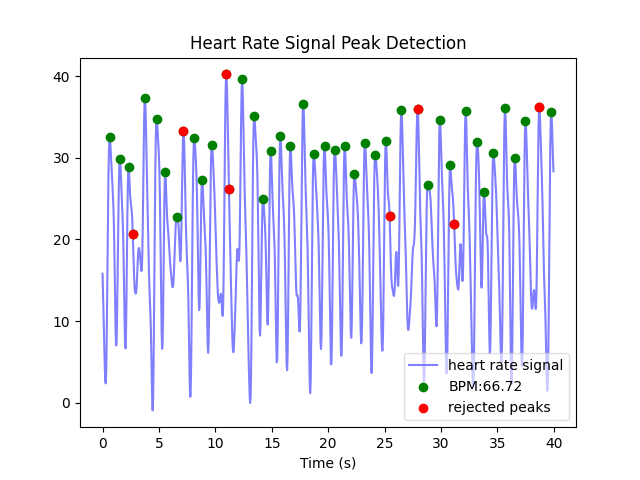 Heart Rate Signal Peak Detection
40
30
20
10
0
heart rate signal
BPM:66.72
rejected peaks
0 5 10 15 20 25 30 35 40
Time (s)